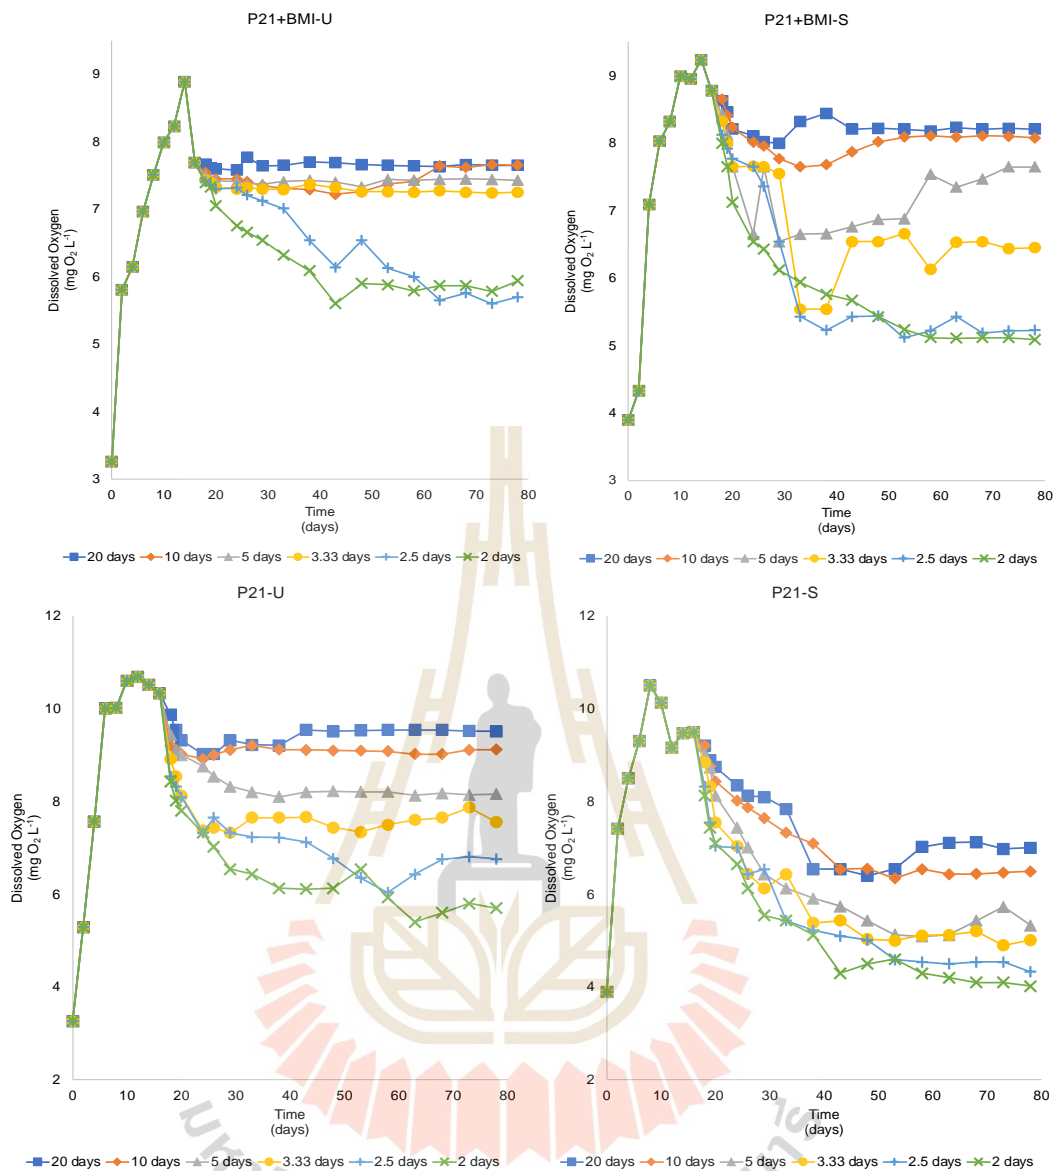 P21+BMI-U
Dissolved Oxygen
(mg O₂ L⁻¹)
9
8
7
6
5
4
3
0 10 20 30 40 50 60 70 80
Time
(days)
20 days 10 days 5 days 3.33 days 2.5 days 2 days
P21+BMI-S
Dissolved Oxygen
(mg O₂ L⁻¹)
9
8
7
6
5
4
3
0 10 20 30 40 50 60 70 80
Time
(days)
20 days 10 days 5 days 3.33 days 2.5 days 2 days
P21-U
Dissolved Oxygen
(mg O₂ L⁻¹)
12
10
8
6
4
2
0 10 20 30 40 50 60 70 80
Time
(days)
20 days 10 days 5 days 3.33 days 2.5 days 2 days
P21-S
Dissolved Oxygen
(mg O₂ L⁻¹)
12
10
8
6
4
2
0 10 20 30 40 50 60 70 80
Time
(days)
20 days 10 days 5 days 3.33 days 2.5 days 2 days